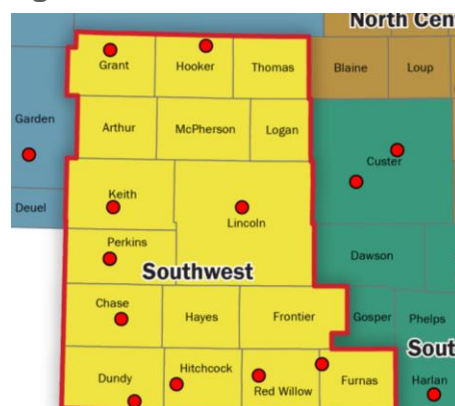 North Cen
Grant Hooker Thomas Blaine Loup
Garden Arthur McPherson Logan
Custer
Keith
Deuel Lincoln
Perkins Dawson
Southwest
Chase Hayes Frontier Gosper Phelps
Sout
Dundy Hitchcock Red Willow Furnas Harlan